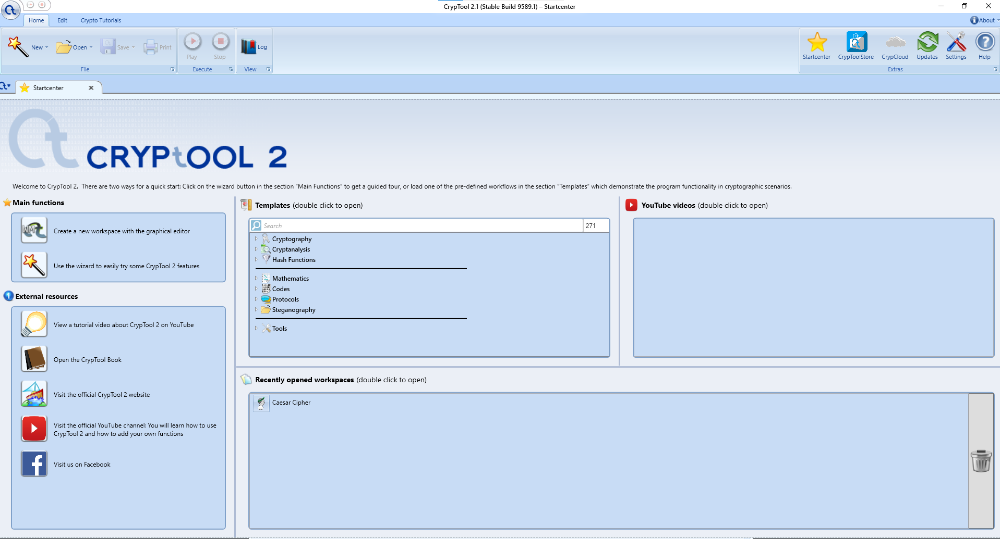 CrypTool 2.1 (Stable Build 9589.1) – Startcenter
Home Edit Crypto Tutorials About
New Open Save Print Play Stop Log Startcenter CrypToolStore CrypCloud Updates Settings Help
File Execute View Extras
Startcenter
CRYPtOOL 2
Welcome to CrypTool 2.  There are two ways for a quick start: Click on the wizard button in the section “Main Functions” to get a guided tour, or load one of the pre-defined workflows in the section “Templates” which demonstrate the program functionality in cryptographic scenarios.
Main functions
Create a new workspace with the graphical editor
Use the wizard to easily try some CrypTool 2 features
External resources
View a tutorial video about CrypTool 2 on YouTube
Open the CrypTool Book
Visit the official CrypTool 2 website
Visit the official YouTube channel: You will learn how to use
CrypTool 2 and how to add your own functions
Visit us on Facebook
Templates (double click to open)
Search 271
Cryptography
Cryptanalysis
Hash Functions
Mathematics
Codes
Protocols
Steganography
Tools
YouTube videos (double click to open)
Recently opened workspaces (double click to open)
Caesar Cipher